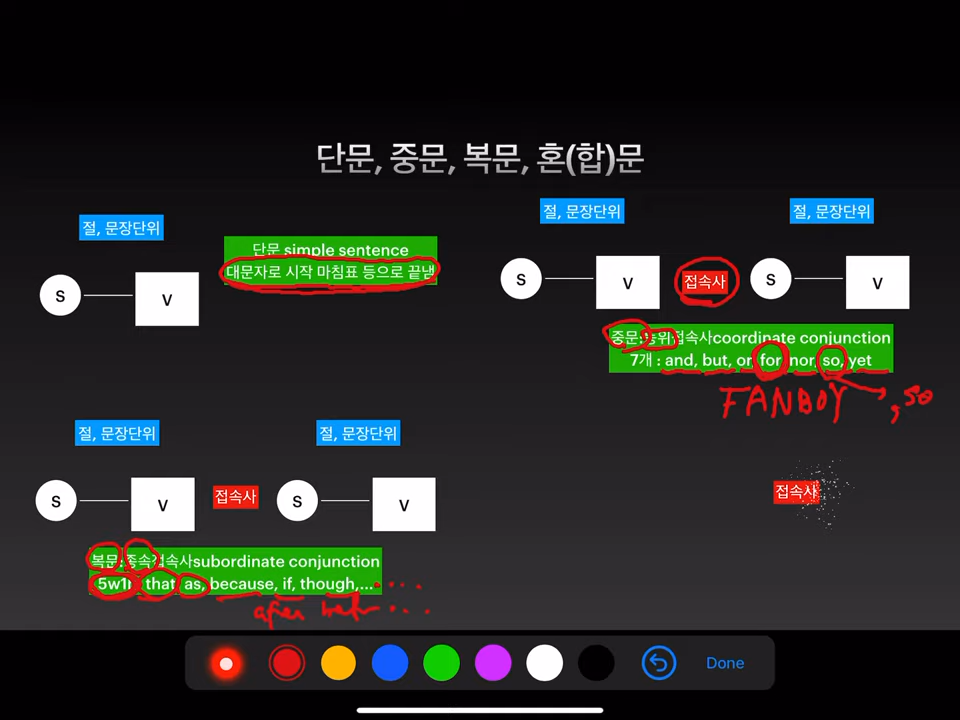 단문, 중문, 복문, 혼(합)문
절, 문장단위
S
V
단문 simple sentence
대문자로 시작 마침표 등으로 끝냄
절, 문장단위
절, 문장단위
S
V
접속사
S
V
중문:등위접속사coordinate conjunction
7개 : and, but, or, for, nor, so, yet
FANBOY , so
절, 문장단위
절, 문장단위
S
V
접속사
S
V
복문:종속접속사subordinate conjunction
5w1h, that, as, because, if, though,...
after
접속사
Done